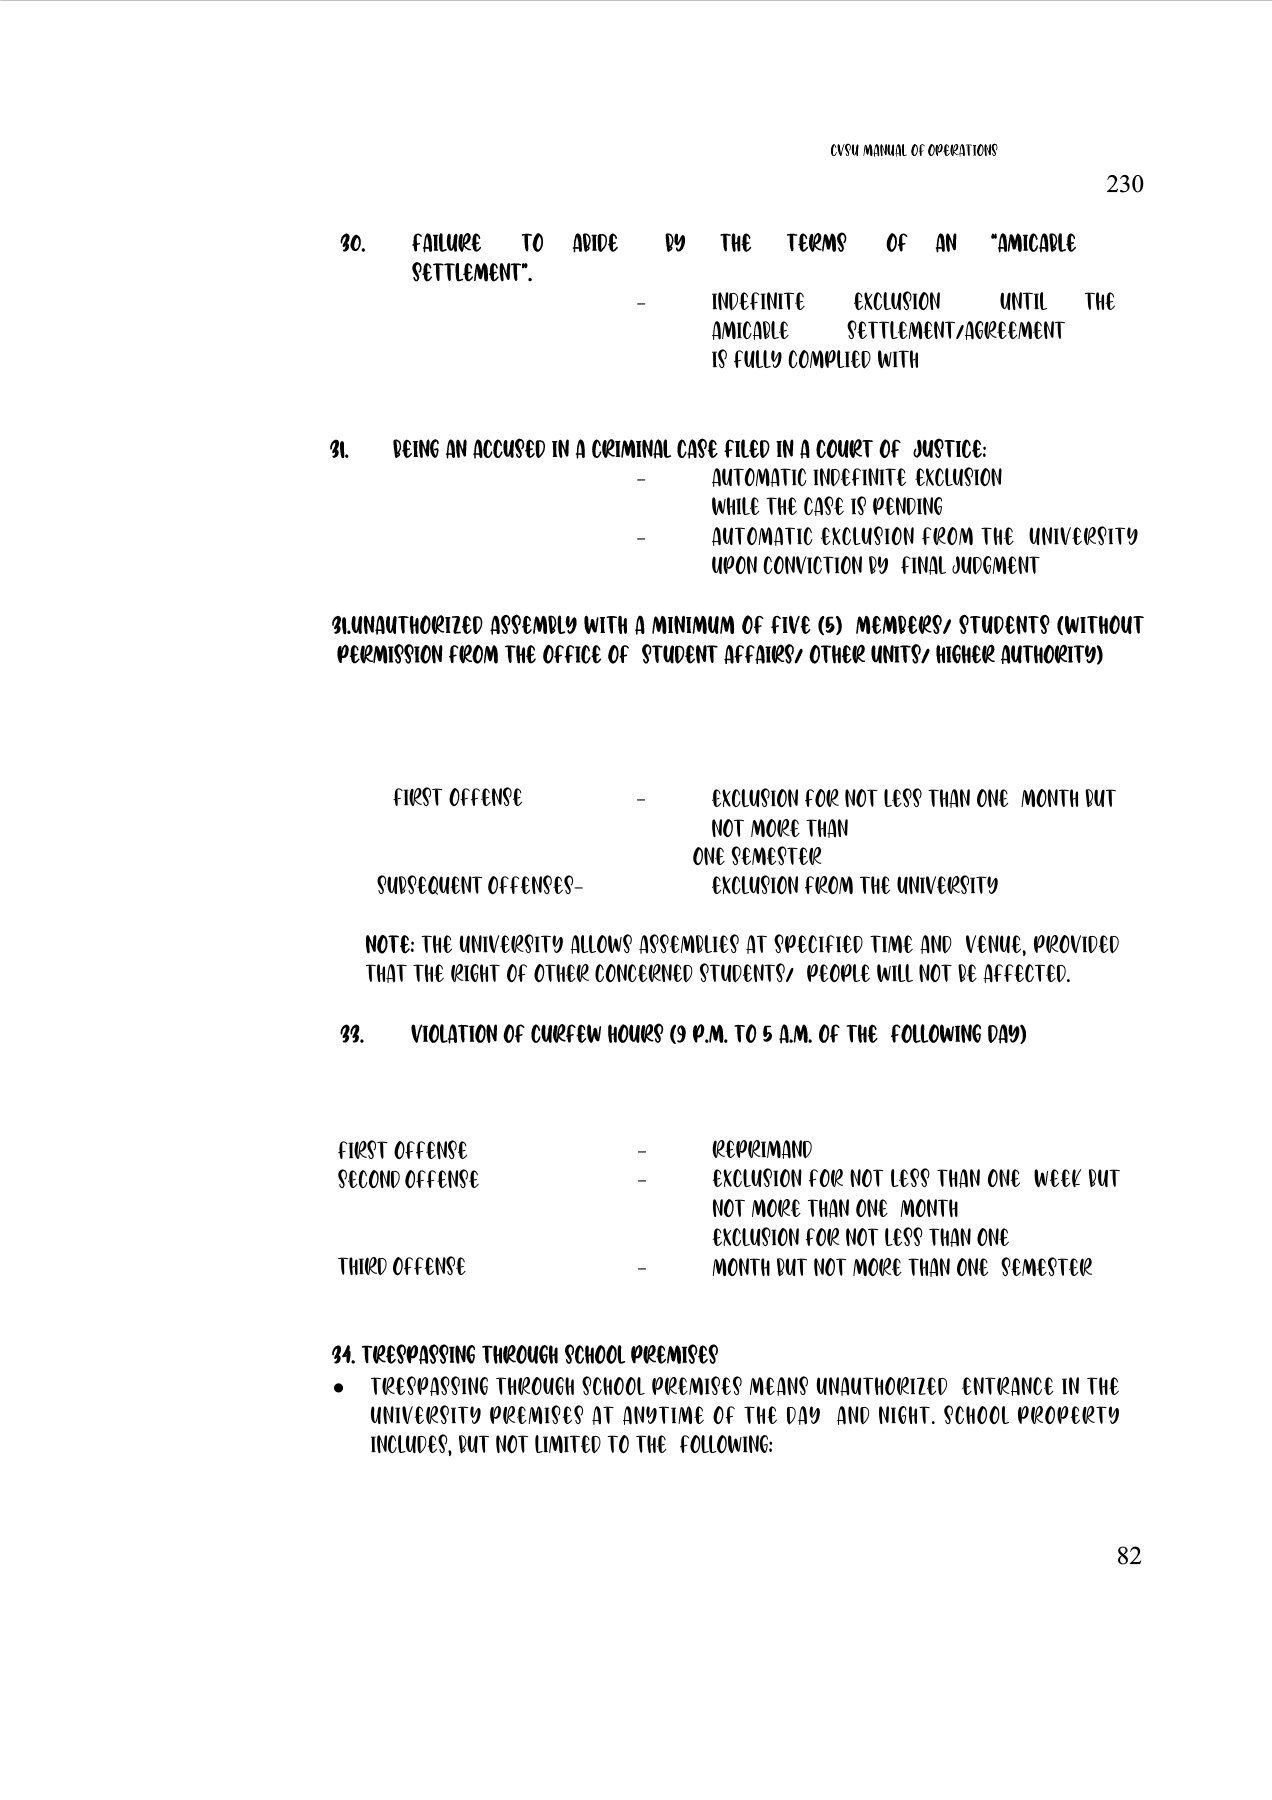 CVSU MANUAL OF OPERATIONS
230
30. FAILURE TO ABIDE BY THE TERMS OF AN "AMICABLE
SETTLEMENT".
- INDEFINITE EXCLUSION UNTIL THE
AMICABLE SETTLEMENT/AGREEMENT
IS FULLY COMPLIED WITH
31. BEING AN ACCUSED IN A CRIMINAL CASE FILED IN A COURT OF JUSTICE:
- AUTOMATIC INDEFINITE EXCLUSION
WHILE THE CASE IS PENDING
- AUTOMATIC EXCLUSION FROM THE UNIVERSITY
UPON CONVICTION BY FINAL JUDGMENT
31.UNAUTHORIZED ASSEMBLY WITH A MINIMUM OF FIVE (5) MEMBERS/ STUDENTS (WITHOUT
PERMISSION FROM THE OFFICE OF STUDENT AFFAIRS/ OTHER UNITS/ HIGHER AUTHORITY)
FIRST OFFENSE - EXCLUSION FOR NOT LESS THAN ONE MONTH BUT
NOT MORE THAN
ONE SEMESTER
SUBSEQUENT OFFENSES- EXCLUSION FROM THE UNIVERSITY
NOTE: THE UNIVERSITY ALLOWS ASSEMBLIES AT SPECIFIED TIME AND VENUE, PROVIDED
THAT THE RIGHT OF OTHER CONCERNED STUDENTS/ PEOPLE WILL NOT BE AFFECTED.
33. VIOLATION OF CURFEW HOURS (9 P.M. TO 5 A.M. OF THE FOLLOWING DAY)
FIRST OFFENSE - REPRIMAND
SECOND OFFENSE - EXCLUSION FOR NOT LESS THAN ONE WEEK BUT
NOT MORE THAN ONE MONTH
EXCLUSION FOR NOT LESS THAN ONE
THIRD OFFENSE - MONTH BUT NOT MORE THAN ONE SEMESTER
34. TRESPASSING THROUGH SCHOOL PREMISES
● TRESPASSING THROUGH SCHOOL PREMISES MEANS UNAUTHORIZED ENTRANCE IN THE
UNIVERSITY PREMISES AT ANYTIME OF THE DAY AND NIGHT. SCHOOL PROPERTY
INCLUDES, BUT NOT LIMITED TO THE FOLLOWING:
82